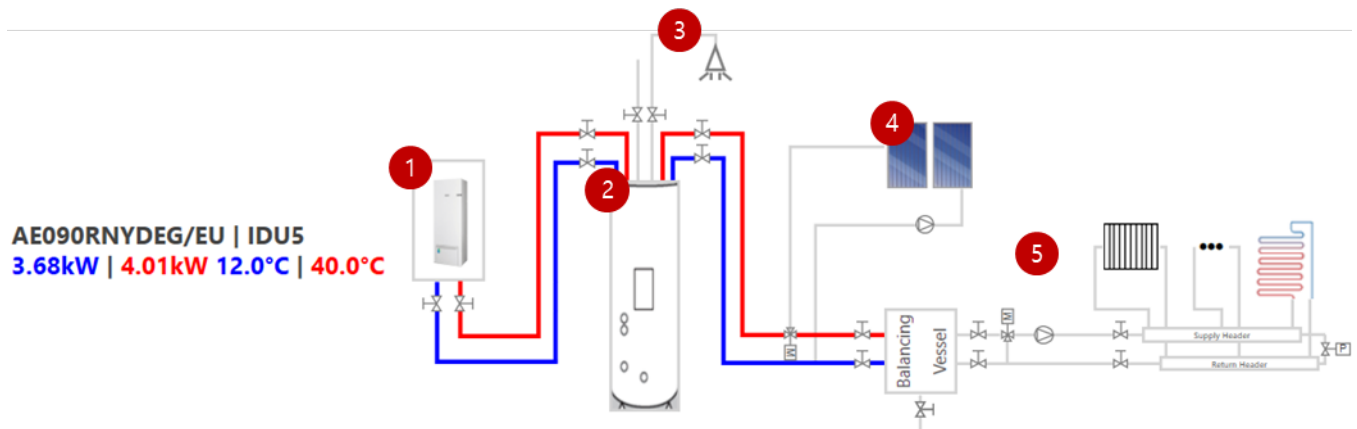 3
1
4
2
AE090RNYDEG/EU | IDU5
3.68kW | 4.01kW 12.0°C | 40.0°C
5
Balancing
Vessel
M
M
Supply Header
Return Header
P